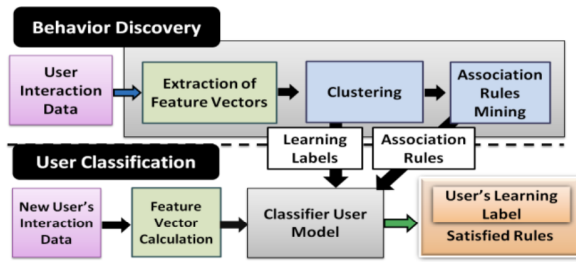 Behavior Discovery
User
Interaction
Data
Extraction of
Feature Vectors
Clustering
Association
Rules
Mining
Learning
Labels
Association
Rules
User Classification
New User's
Interaction
Data
Feature
Vector
Calculation
Classifier User
Model
User's Learning
Label
Satisfied Rules